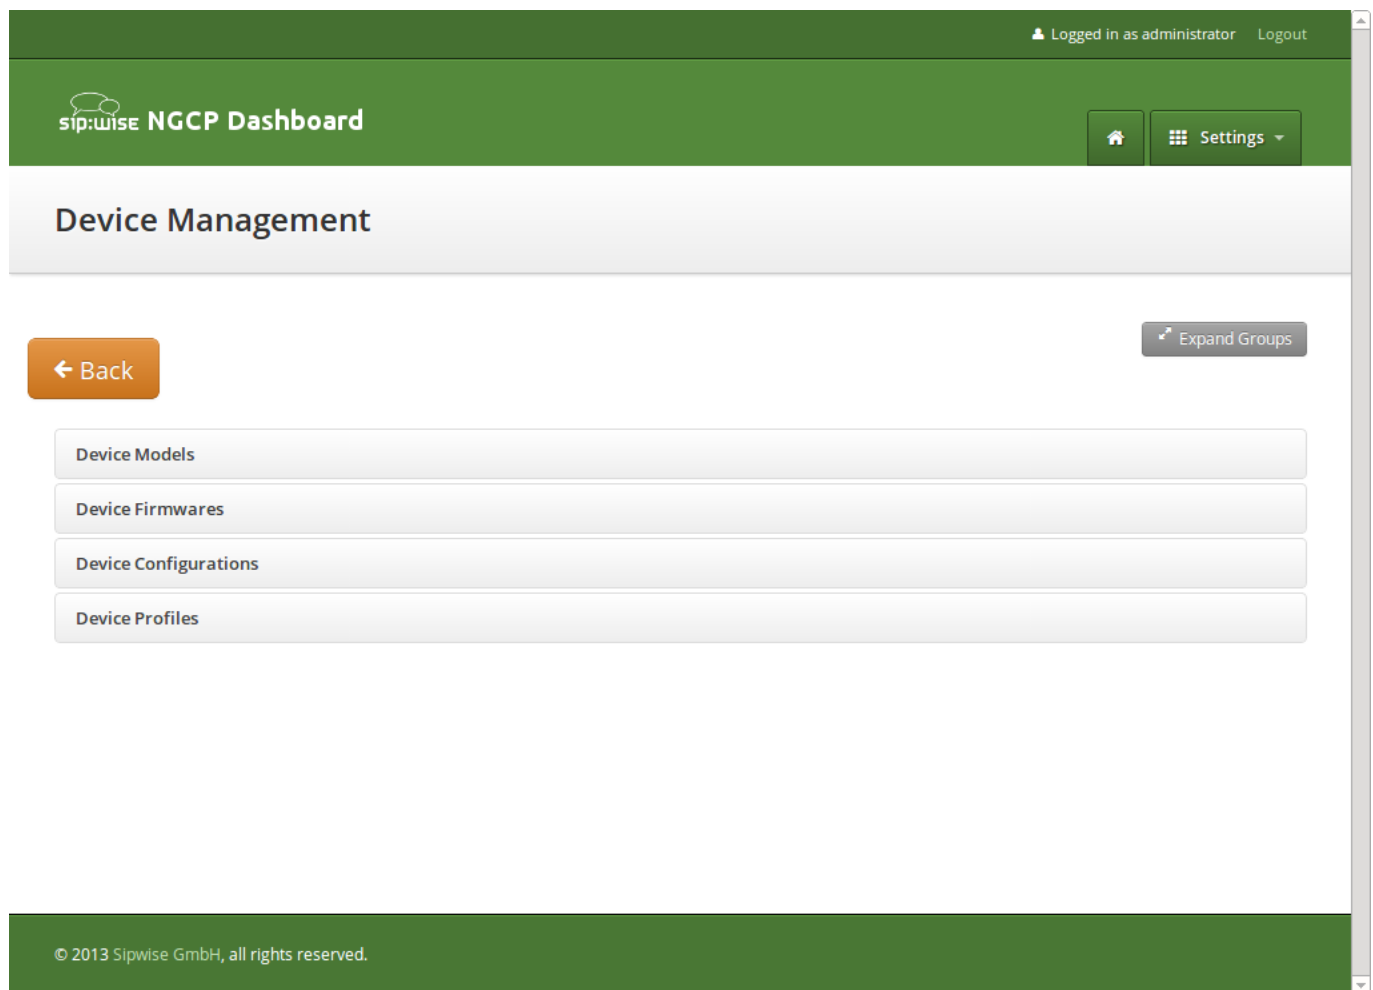 Logged in as administrator Logout
sip:wise NGCP Dashboard
Settings
Device Management
Expand Groups
Back
Device Models
Device Firmwares
Device Configurations
Device Profiles
© 2013 Sipwise GmbH, all rights reserved.